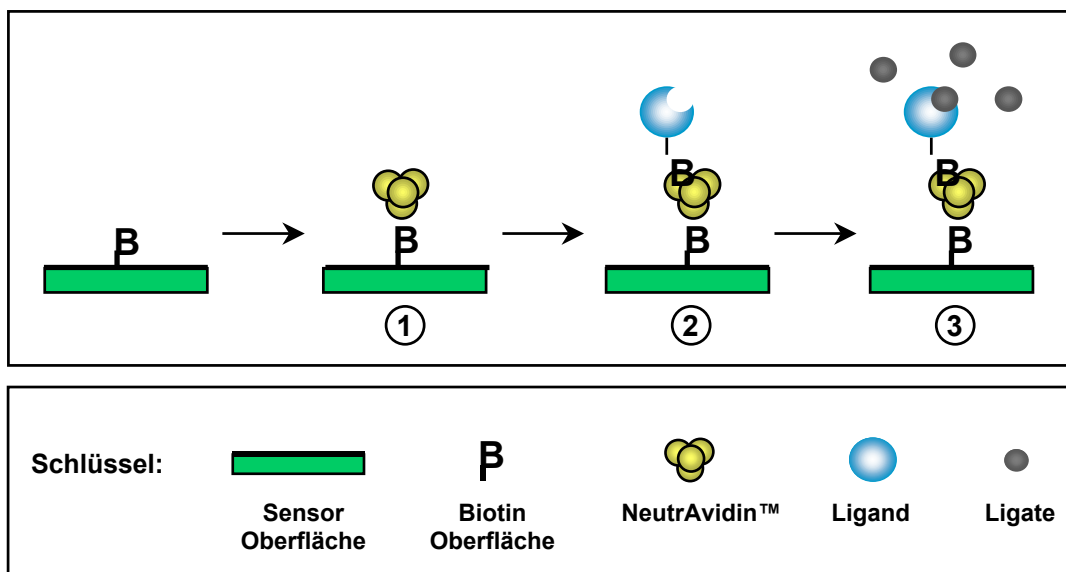 B
B
B
B
B
B
1
2
3
Schlüssel:
B
Sensor
Oberfläche
Biotin
Oberfläche
NeutrAvidin™
Ligand
Ligate